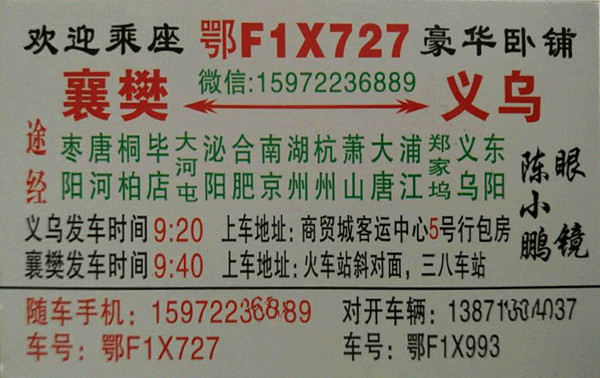 欢迎乘座 鄂F1X727 豪华卧铺
微信:15972236889
襄樊 义乌
途经 枣阳 唐河 桐柏 毕店 大河屯 泌阳 合肥 南京 湖州 杭州 萧山 大唐 浦江 郑家坞 义乌 东阳
陈小鹏
眼镜
义乌发车时间9:20 上车地址：商贸城客运中心5号行包房
襄樊发车时间9:40 上车地址：火车站斜对面，三八车站
随车手机：15972236889 对开车辆：
车号：鄂F1X727 车号：鄂F1X993